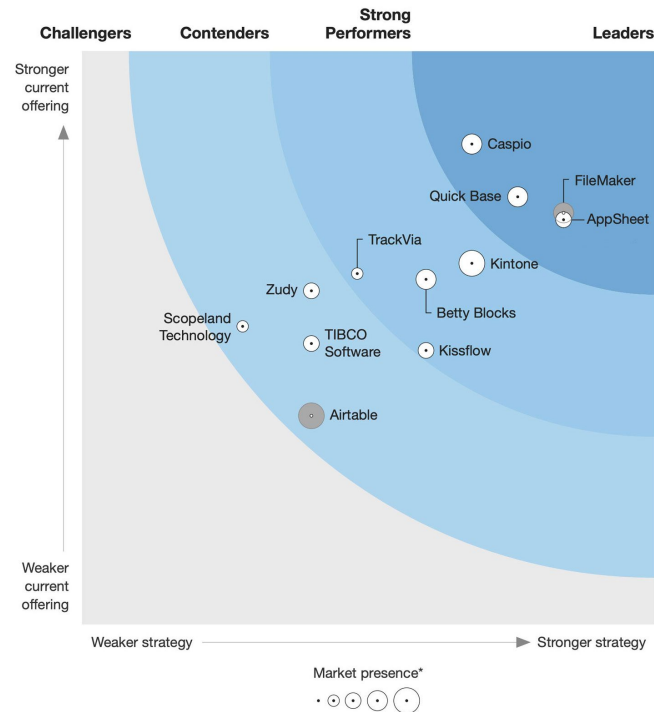 Challengers
Contenders
Strong
Performers
Leaders
Stronger
current
offering
Caspio
FileMaker
Quick Base
AppSheet
TrackVia
Kintone
Zudy
Betty Blocks
Scopeland
Technology
TIBCO
Software
Kissflow
Airtable
Weaker
current
offering
Weaker strategy
Stronger strategy
Market presence*